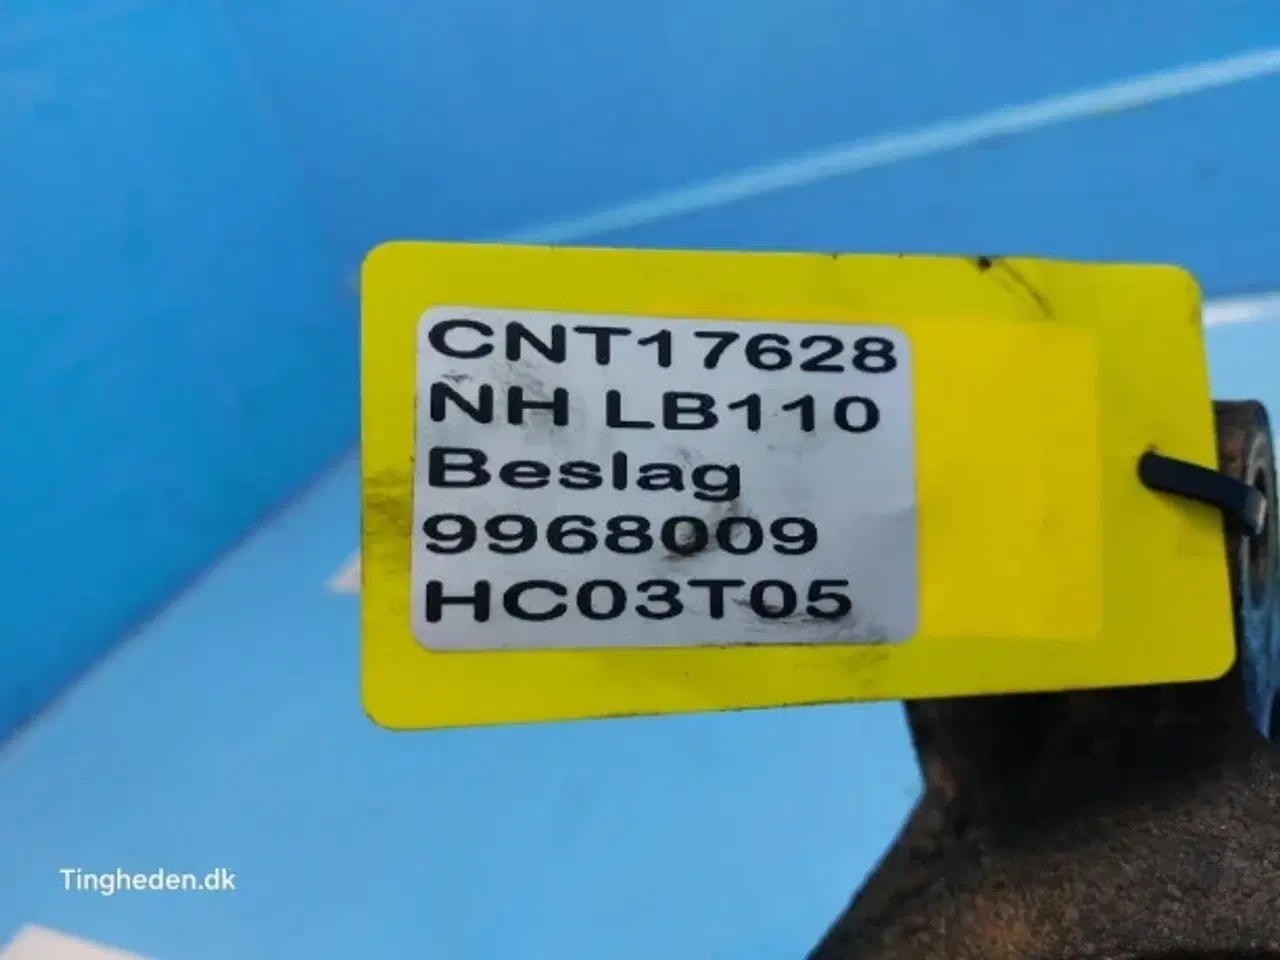 CNT17628
NH LB110
Beslag
9968009
HC03T05
Tingheden.dk